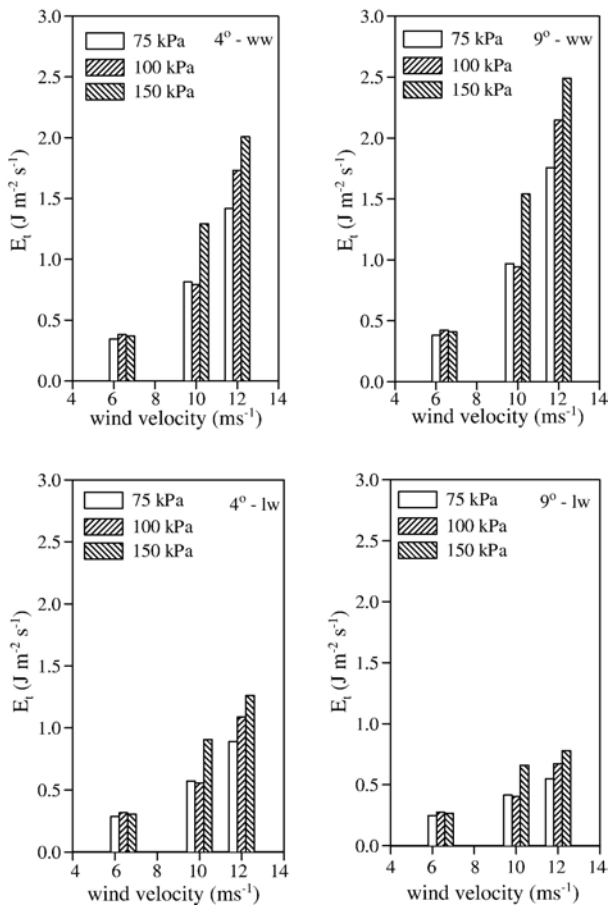 3.0
2.5
2.0
1.5
1.0
0.5
0.0
E_t (J m⁻² s⁻¹)
75 kPa
100 kPa
150 kPa
4° - ww
4 6 8 10 12 14
wind velocity (ms⁻¹)
3.0
2.5
2.0
1.5
1.0
0.5
0.0
E_t (J m⁻² s⁻¹)
75 kPa
100 kPa
150 kPa
9° - ww
4 6 8 10 12 14
wind velocity (ms⁻¹)
3.0
2.5
2.0
1.5
1.0
0.5
0.0
E_t (J m⁻² s⁻¹)
75 kPa
100 kPa
150 kPa
4° - lw
4 6 8 10 12 14
wind velocity (ms⁻¹)
3.0
2.5
2.0
1.5
1.0
0.5
0.0
E_t (J m⁻² s⁻¹)
75 kPa
100 kPa
150 kPa
9° - lw
4 6 8 10 12 14
wind velocity (ms⁻¹)